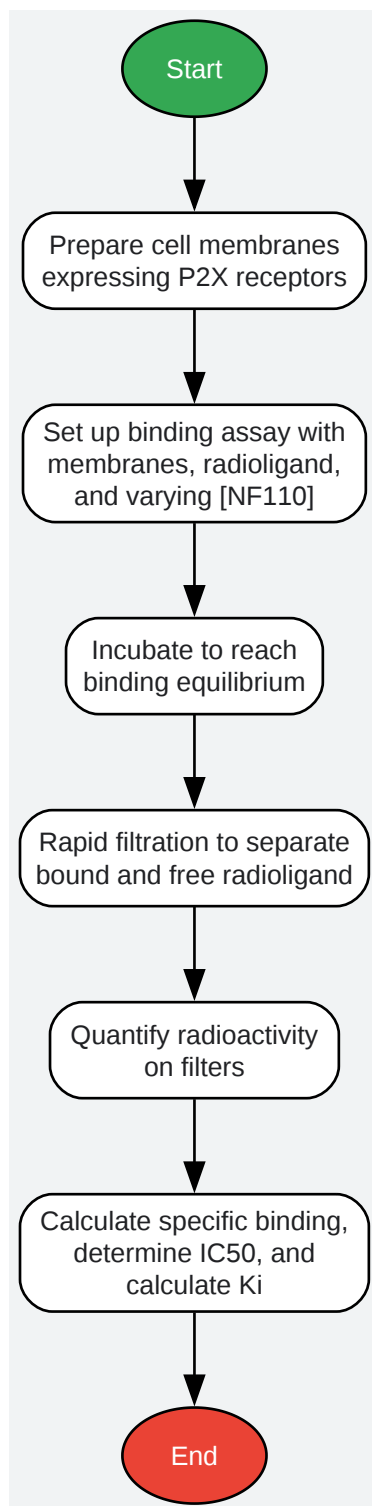 Start
Prepare cell membranes
expressing P2X receptors
Set up binding assay with
membranes, radioligand,
and varying [NF110]
Incubate to reach
binding equilibrium
Rapid filtration to separate
bound and free radioligand
Quantify radioactivity
on filters
Calculate specific binding,
determine IC50, and
calculate Ki
End